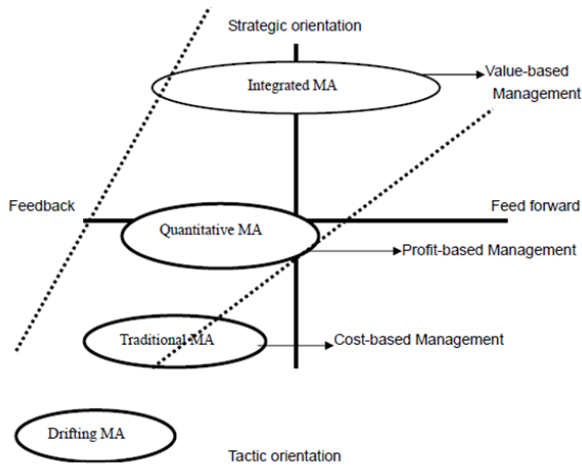 Strategic orientation
Integrated MA
Value-based
Management
Feedback
Feed forward
Quantitative MA
Profit-based Management
Traditional MA
Cost-based Management
Drifting MA
Tactic orientation